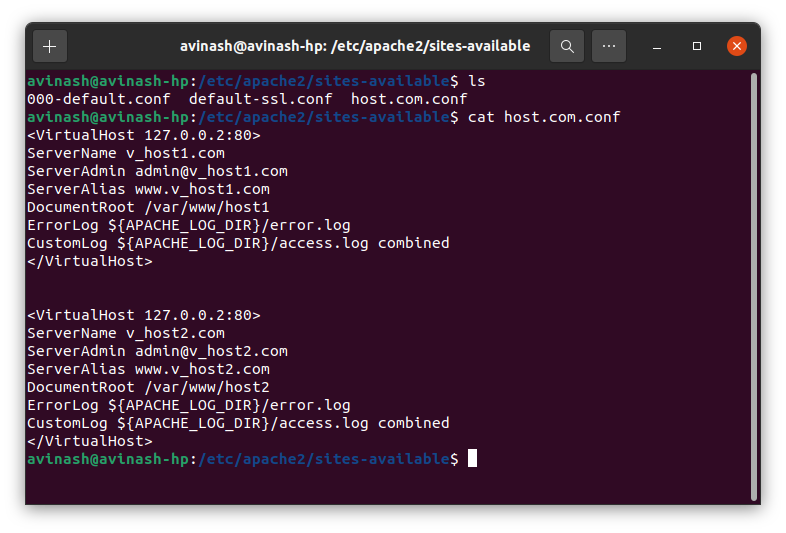 avinash@avinash-hp: /etc/apache2/sites-available
avinash@avinash-hp:/etc/apache2/sites-available$ ls
000-default.conf  default-ssl.conf  host.com.conf
avinash@avinash-hp:/etc/apache2/sites-available$ cat host.com.conf
<VirtualHost 127.0.0.2:80>
ServerName v_host1.com
ServerAdmin admin@v_host1.com
ServerAlias www.v_host1.com
DocumentRoot /var/www/host1
ErrorLog ${APACHE_LOG_DIR}/error.log
CustomLog ${APACHE_LOG_DIR}/access.log combined
</VirtualHost>
<VirtualHost 127.0.0.2:80>
ServerName v_host2.com
ServerAdmin admin@v_host2.com
ServerAlias www.v_host2.com
DocumentRoot /var/www/host2
ErrorLog ${APACHE_LOG_DIR}/error.log
CustomLog ${APACHE_LOG_DIR}/access.log combined
</VirtualHost>
avinash@avinash-hp:/etc/apache2/sites-available$